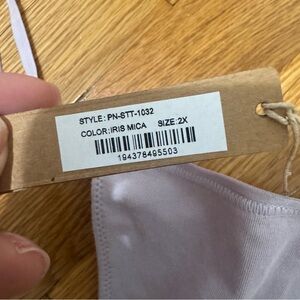 STYLE: PN-STT-1032
COLOR: IRIS MICA SIZE: 2X
194378495503